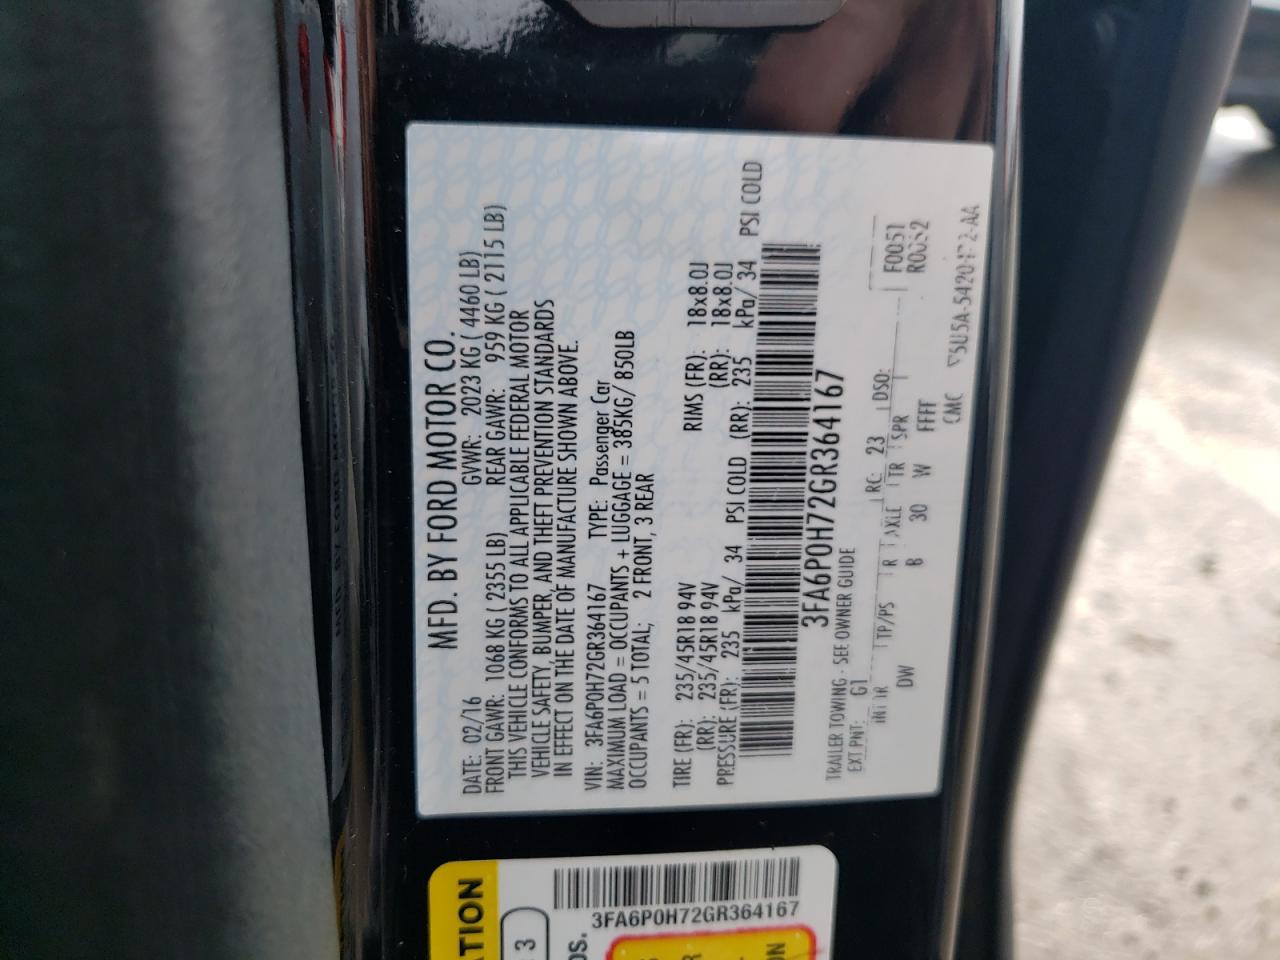 MFD. BY FORD MOTOR CO.
DATE: 02/16 GVWR: 2023 KG ( 4460 LB)
FRONT GAWR: 1068 KG ( 2355 LB) REAR GAWR: 959 KG ( 2115 LB)
THIS VEHICLE CONFORMS TO ALL APPLICABLE FEDERAL MOTOR
VEHICLE SAFETY, BUMPER, AND THEFT PREVENTION STANDARDS
IN EFFECT ON THE DATE OF MANUFACTURE SHOWN ABOVE.
VIN: 3FA6P0H72GR364167 TYPE: Passenger Car
MAXIMUM LOAD = OCCUPANTS + LUGGAGE = 385KG/ 850LB
OCCUPANTS = 5 TOTAL; 2 FRONT, 3 REAR
TIRE (FR): 235/45R18 94V RIMS (FR): 18x8.0J
(RR): 235/45R18 94V (RR): 18x8.0J
PRESSURE (FR): 235 kPa/ 34 PSI COLD (RR): 235 kPa/ 34 PSI COLD
3FA6P0H72GR364167
TRAILER TOWING - SEE OWNER GUIDE
EXT PNT: G1 RC: 23 DSO: F0051
INT TR TP/PS R AXLE TR SPR
DW B 30 W FFFF
CMC
ATION
3
3FA6P0H72GR364167
OS.